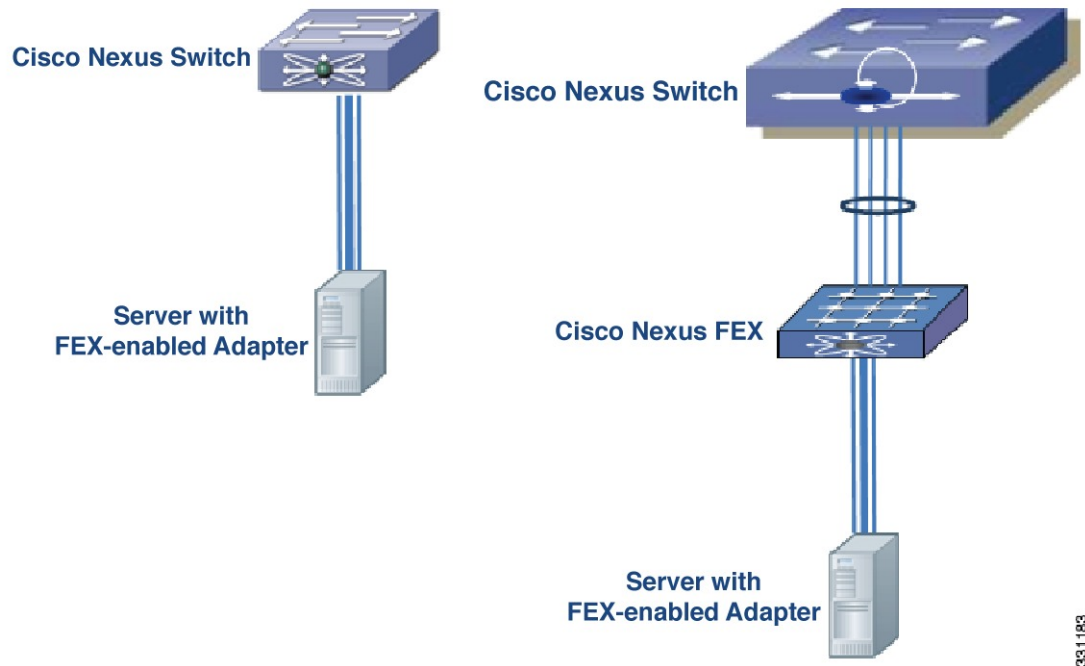 Cisco Nexus Switch
Server with
FEX-enabled Adapter
Cisco Nexus Switch
Cisco Nexus FEX
Server with
FEX-enabled Adapter
331183